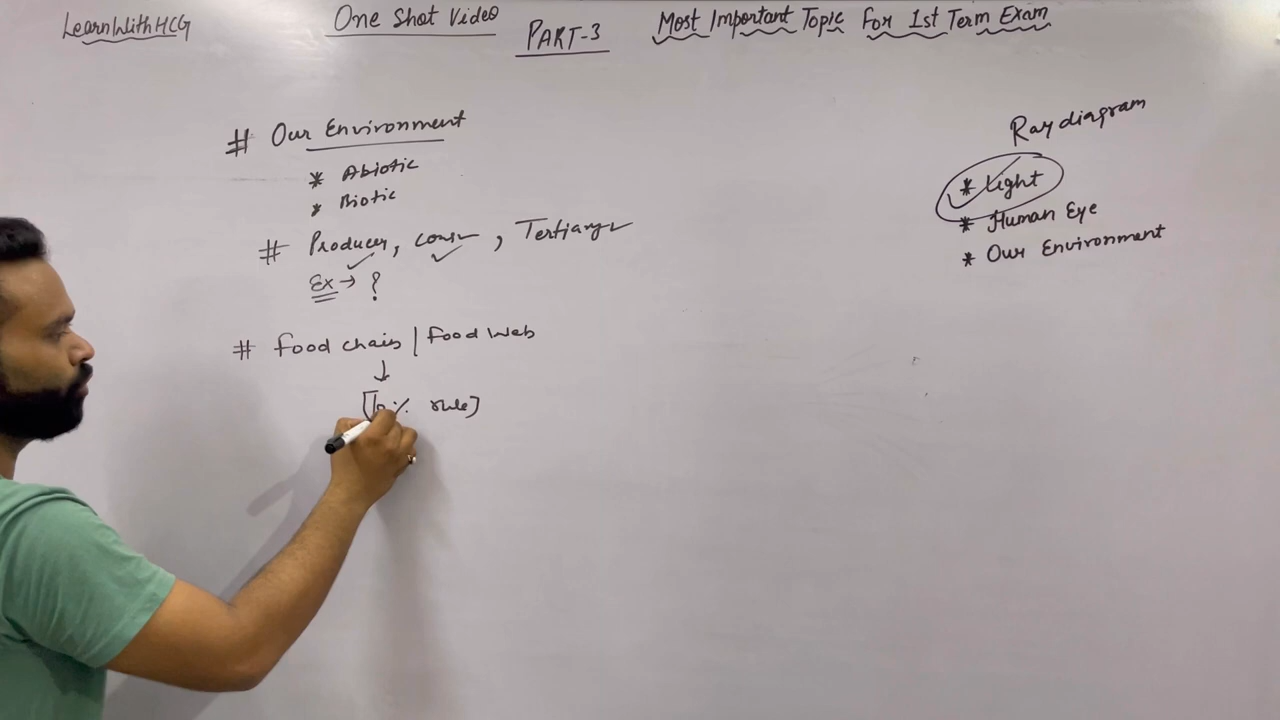 LearnWithHCG
One Shot Video
PART-3
Most Important Topic For 1st Term Exam
# Our Environment
* Abiotic
* Biotic
# Producer, Consu , Tertiary
Ex → ?
# food chain | food web
↓
[10% rule]
Ray diagram
* Light
* Human Eye
* Our Environment